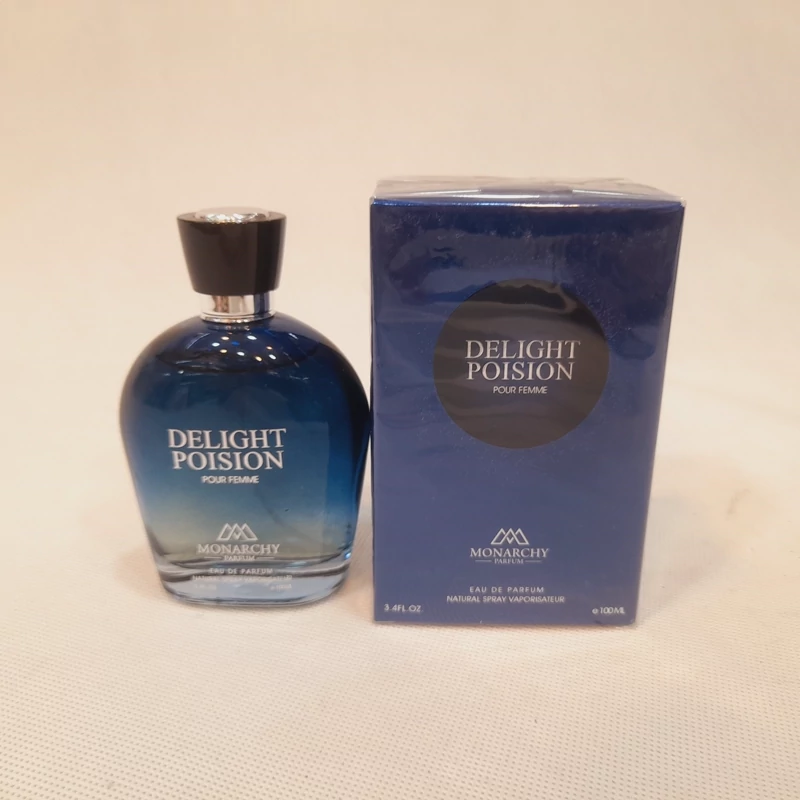 DELIGHT
POISION
POUR FEMME
MONARCHY
PARFUM
EAU DE PARFUM
NATURAL SPRAY VAPORISATEUR
DELIGHT
POISION
POUR FEMME
MONARCHY
PARFUM
EAU DE PARFUM
NATURAL SPRAY VAPORISATEUR
3.4FL.OZ. e100ML